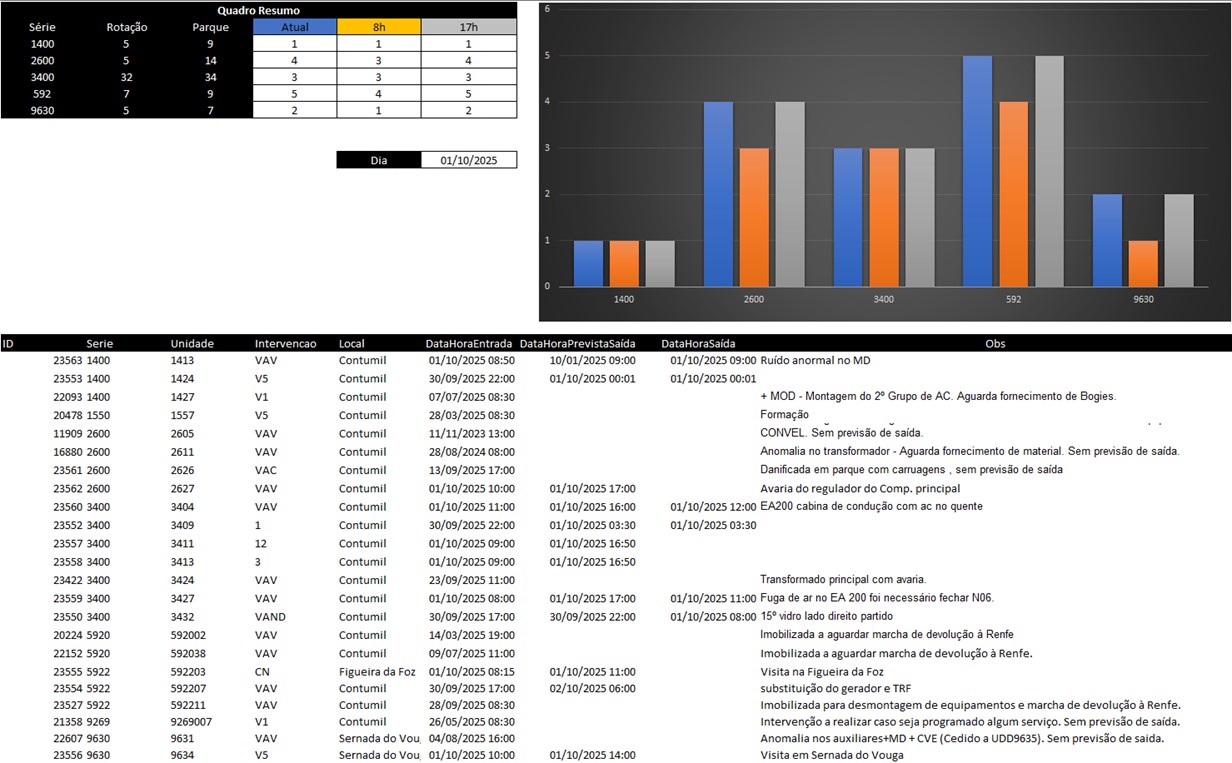 Quadro Resumo
Série Rotação Parque Atual 8h 17h
1400 5 9 1 1 1
2600 5 14 4 3 4
3400 32 34 3 3 3
592 7 9 5 4 5
9630 5 7 2 1 2
Dia 01/10/2025
6
5
4
3
2
1
0
1400 2600 3400 592 9630
ID Serie Unidade Intervencao Local DataHoraEntrada DataHoraPrevistaSaída DataHoraSaída Obs
23563 1400 1413 VAV Contumil 01/10/2025 08:50 10/01/2025 09:00 01/10/2025 09:00 Ruído anormal no MD
23553 1400 1424 V5 Contumil 30/09/2025 22:00 01/10/2025 00:01 01/10/2025 00:01
22093 1400 1427 V1 Contumil 07/07/2025 08:30 + MOD - Montagem do 2º Grupo de AC. Aguarda fornecimento de Bogies.
20478 1550 1557 V5 Contumil 28/03/2025 08:30 Formação
11909 2600 2605 VAV Contumil 11/11/2023 13:00 CONVEL. Sem previsão de saída.
16880 2600 2611 VAV Contumil 28/08/2024 08:00 Anomalia no transformador - Aguarda fornecimento de material. Sem previsão de saída.
23561 2600 2626 VAC Contumil 13/09/2025 17:00 Danificada em parque com carruagens , sem previsão de saída
23562 2600 2627 VAV Contumil 01/10/2025 10:00 01/10/2025 17:00 Avaria do regulador do Comp. principal
23560 3400 3404 VAV Contumil 01/10/2025 11:00 01/10/2025 16:00 01/10/2025 12:00 EA200 cabina de condução com ac no quente
23552 3400 3409 1 Contumil 30/09/2025 22:00 01/10/2025 03:30 01/10/2025 03:30
23557 3400 3411 12 Contumil 01/10/2025 09:00 01/10/2025 16:50
23558 3400 3413 3 Contumil 01/10/2025 09:00 01/10/2025 16:50
23422 3400 3424 VAV Contumil 23/09/2025 11:00 Transformado principal com avaria.
23559 3400 3427 VAV Contumil 01/10/2025 08:00 01/10/2025 17:00 01/10/2025 11:00 Fuga de ar no EA 200 foi necessário fechar N06.
23550 3400 3432 VAND Contumil 30/09/2025 17:00 30/09/2025 22:00 01/10/2025 08:00 15º vidro lado direito partido
20224 5920 592002 VAV Contumil 14/03/2025 19:00 Imobilizada a aguardar marcha de devolução à Renfe
22152 5920 592038 VAV Contumil 09/07/2025 11:00 Imobilizada a aguardar marcha de devolução à Renfe.
23555 5922 592203 CN Figueira da Foz 01/10/2025 08:15 01/10/2025 11:00 Visita na Figueira da Foz
23554 5922 592207 VAV Contumil 30/09/2025 17:00 02/10/2025 06:00 substituição do gerador e TRF
23527 5922 592211 VAV Contumil 28/09/2025 08:30 Imobilizada para desmontagem de equipamentos e marcha de devolução à Renfe.
21358 9269 9269007 V1 Contumil 26/05/2025 08:30 Intervenção a realizar caso seja programado algum serviço. Sem previsão de saída.
22607 9630 9631 VAV Sernada do Vou 04/08/2025 16:00 Anomalia nos auxiliares+MD + CVE (Cedido a UDD9635). Sem previsão de saida.
23556 9630 9634 V5 Sernada do Vou 01/10/2025 10:00 01/10/2025 14:00 Visita em Sernada do Vouga